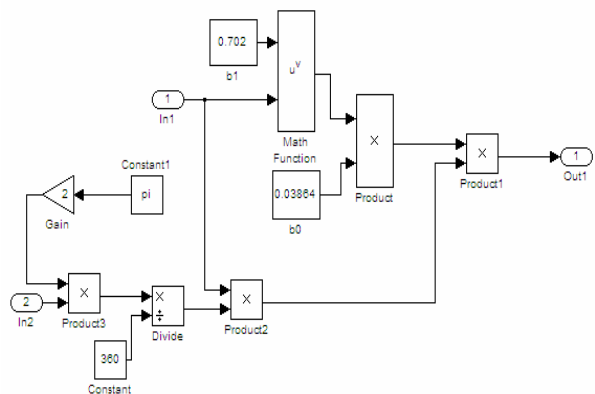 0.702
b1
u^v
1
In1
Math
Function
Constant1
pi
2
Gain
0.03864
b0
×
Product
×
Product1
1
Out1
2
In2
×
Product3
×
÷
Divide
×
Product2
360
Constant